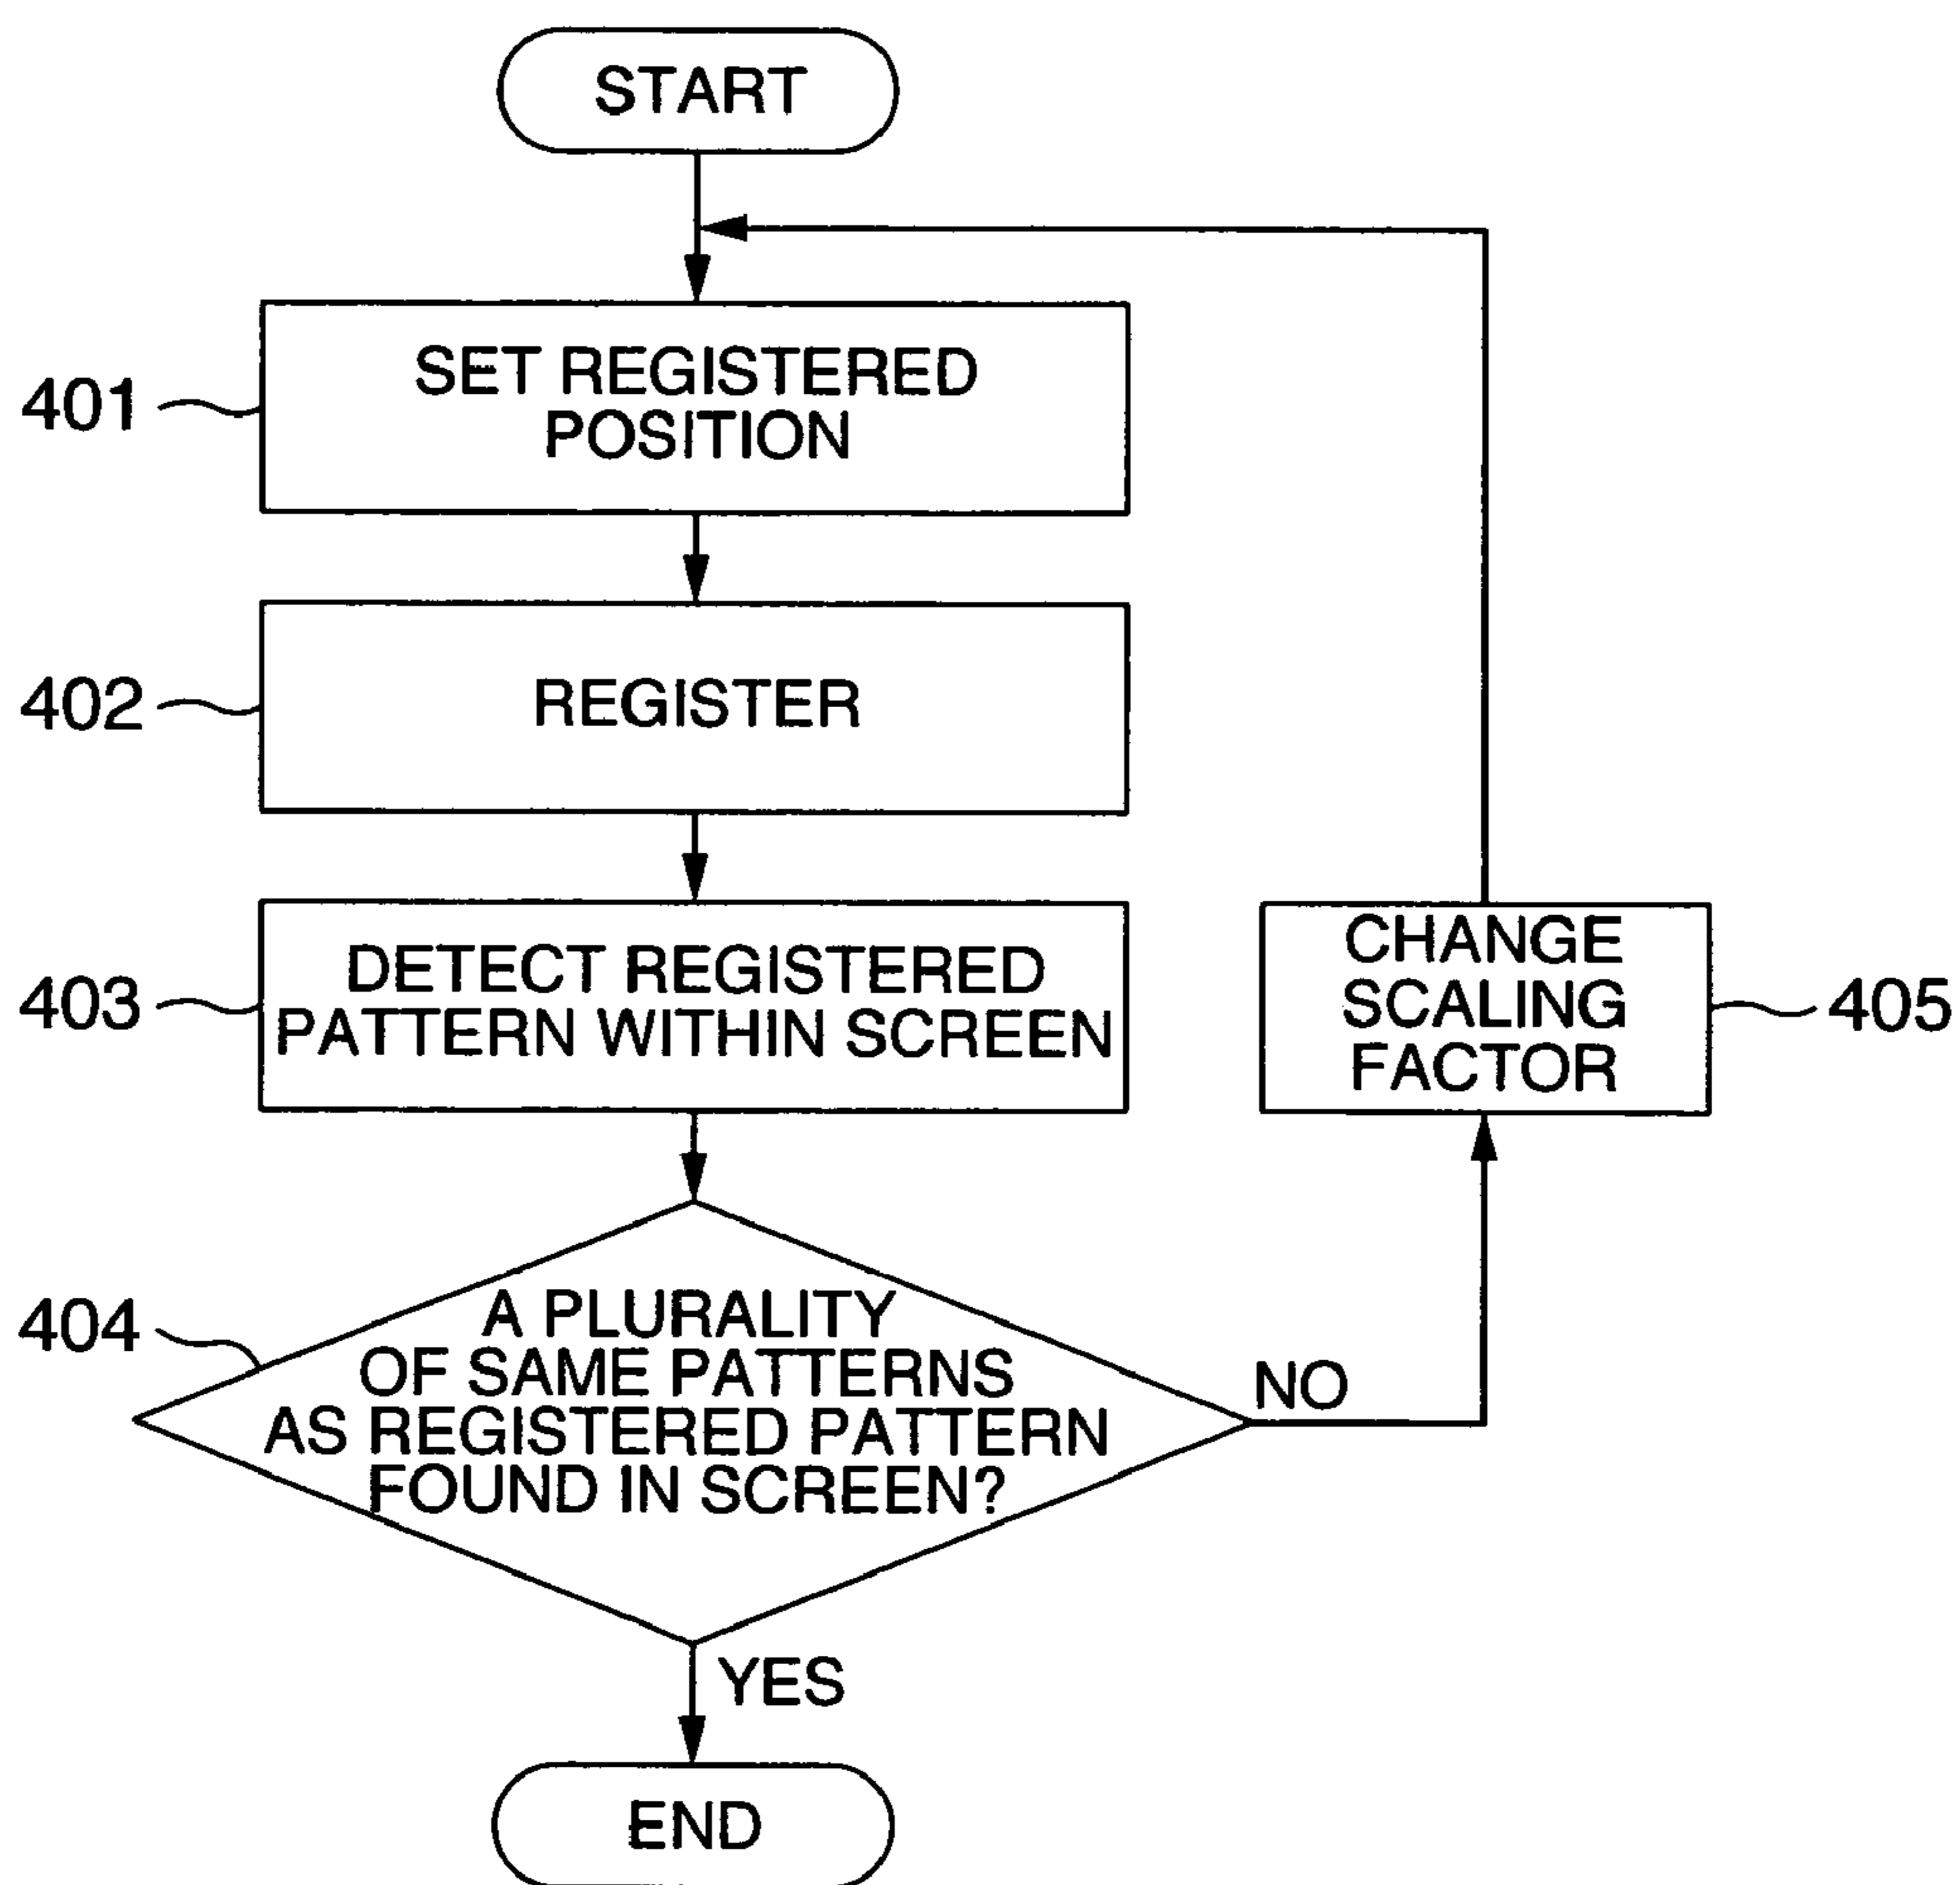 START
401
SET REGISTERED
POSITION
402
REGISTER
403
DETECT REGISTERED
PATTERN WITHIN SCREEN
CHANGE
SCALING
FACTOR
405
404
A PLURALITY
OF SAME PATTERNS
AS REGISTERED PATTERN
FOUND IN SCREEN?
NO
YES
END